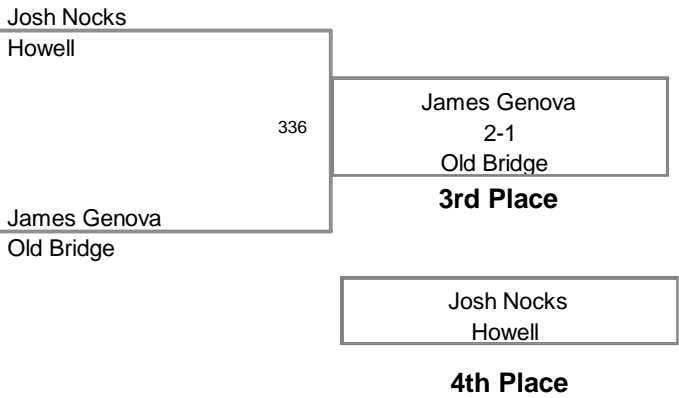 Josh Nocks
Howell
336
James Genova
2-1
Old Bridge
3rd Place
James Genova
Old Bridge
Josh Nocks
Howell
4th Place